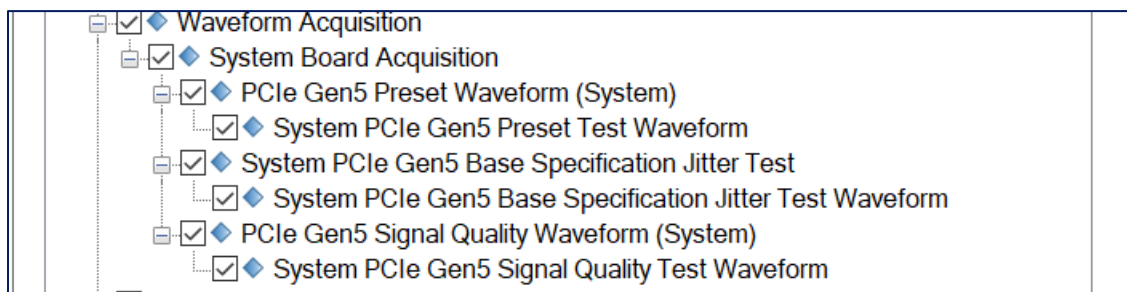 Waveform Acquisition
System Board Acquisition
PCIe Gen5 Preset Waveform (System)
System PCIe Gen5 Preset Test Waveform
System PCIe Gen5 Base Specification Jitter Test
System PCIe Gen5 Base Specification Jitter Test Waveform
PCIe Gen5 Signal Quality Waveform (System)
System PCIe Gen5 Signal Quality Test Waveform